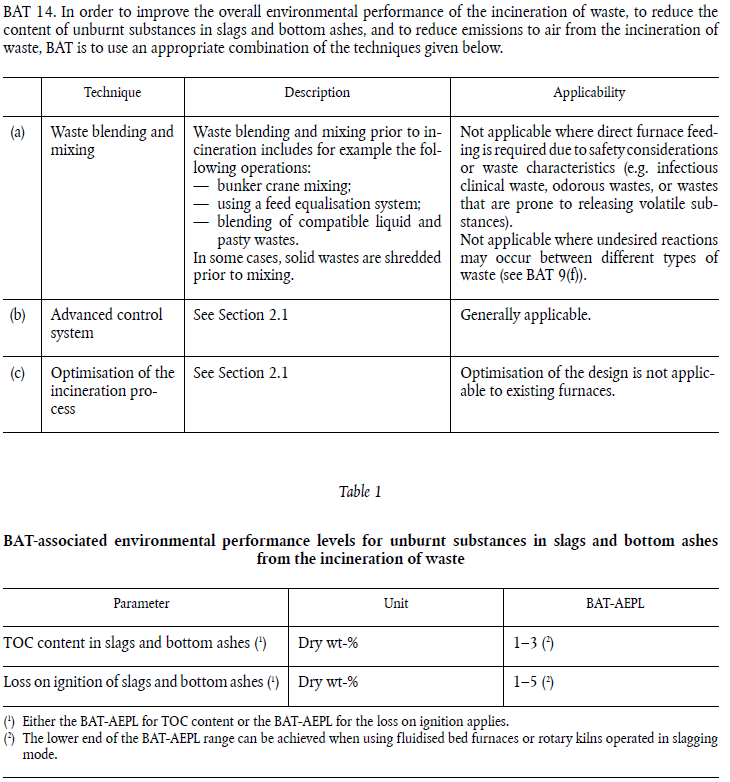 BAT 14. In order to improve the overall environmental performance of the incineration of waste, to reduce the
content of unburnt substances in slags and bottom ashes, and to reduce emissions to air from the incineration of
waste, BAT is to use an appropriate combination of the techniques given below.
Technique Description Applicability
(a) Waste blending and mixing
Waste blending and mixing prior to in-
cineration includes for example the fol-
lowing operations:
— bunker crane mixing;
— using a feed equalisation system;
— blending of compatible liquid and
pasty wastes.
In some cases, solid wastes are shredded
prior to mixing.
Not applicable where direct furnace feed-
ing is required due to safety considerations
or waste characteristics (e.g. infectious
clinical waste, odorous wastes, or wastes
that are prone to releasing volatile sub-
stances).
Not applicable where undesired reactions
may occur between different types of
waste (see BAT 9(f)).
(b) Advanced control
system
See Section 2.1
Generally applicable.
(c) Optimisation of the
incineration pro-
cess
See Section 2.1
Optimisation of the design is not applic-
able to existing furnaces.
Table 1
BAT-associated environmental performance levels for unburnt substances in slags and bottom ashes
from the incineration of waste
Parameter Unit BAT-AEPL
TOC content in slags and bottom ashes (¹) Dry wt-% 1–3 (²)
Loss on ignition of slags and bottom ashes (¹) Dry wt-% 1–5 (²)
(¹) Either the BAT-AEPL for TOC content or the BAT-AEPL for the loss on ignition applies.
(²) The lower end of the BAT-AEPL range can be achieved when using fluidised bed furnaces or rotary kilns operated in slagging
mode.